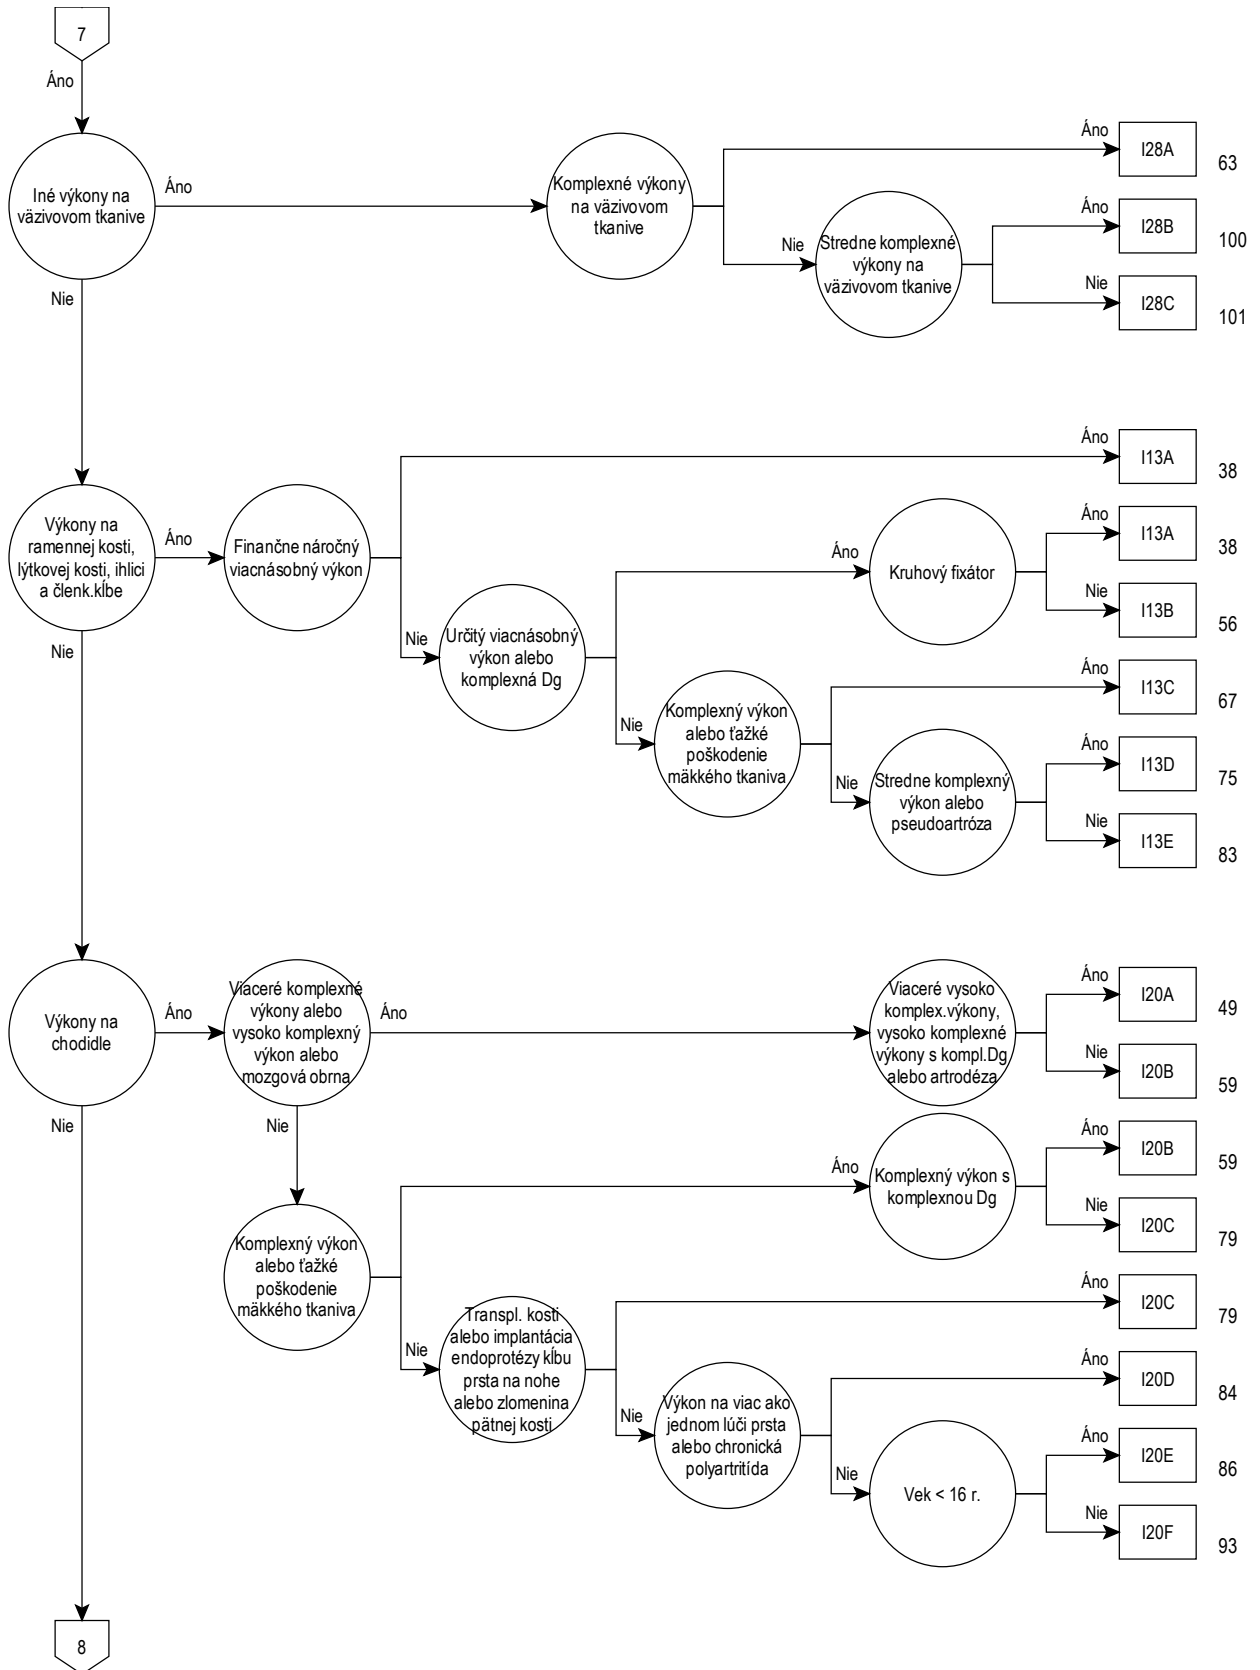 7
Áno
Iné výkony na
väzivovom tkanive
Áno
Komplexné výkony
na väzivovom
tkanive
Áno
I28A
63
Nie
Stredne komplexné
výkony na
väzivovom tkanive
Áno
I28B
100
Nie
I28C
101
Nie
Výkony na
ramennej kosti,
lýtkovej kosti, ihlici
a členk.kĺbe
Áno
Finančne náročný
viacnásobný výkon
Áno
I13A
38
Nie
Určitý viacnásobný
výkon alebo
komplexná Dg
Áno
Kruhový fixátor
Áno
I13A
38
Nie
I13B
56
Nie
Komplexný výkon
alebo ťažké
poškodenie
mäkkého tkaniva
Áno
I13C
67
Nie
Stredne komplexný
výkon alebo
pseudoartróza
Áno
I13D
75
Nie
I13E
83
Nie
Výkony na
chodidle
Áno
Viaceré komplexné
výkony alebo
vysoko komplexný
výkon alebo
mozgová obrna
Áno
Viaceré vysoko
komplex.výkony,
vysoko komplexné
výkony s kompl.Dg
alebo artrodéza
Áno
I20A
49
Nie
I20B
59
Nie
Komplexný výkon
alebo ťažké
poškodenie
mäkkého tkaniva
Áno
Komplexný výkon s
komplexnou Dg
Áno
I20B
59
Nie
I20C
79
Nie
Transpl. kosti
alebo implantácia
endoprotézy kĺbu
prsta na nohe
alebo zlomenina
pätnej kosti
Áno
I20C
79
Nie
Výkon na viac ako
jednom lúči prsta
alebo chronická
polyartritída
Áno
I20D
84
Nie
Vek < 16 r.
Áno
I20E
86
Nie
I20F
93
Nie
8